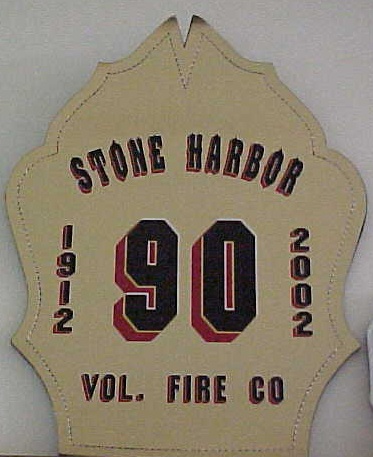 STONE HARBOR
1912
90
2002
VOL. FIRE CO